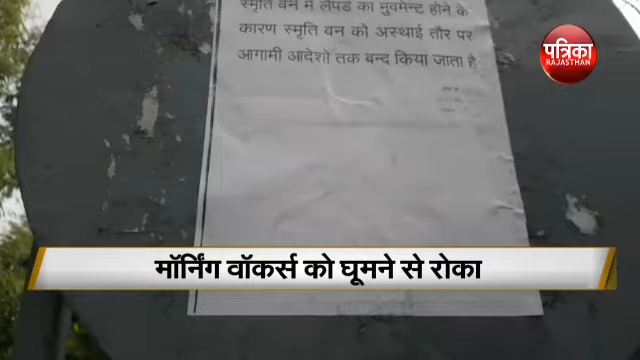 स्मृति वन में लेपर्ड का मुवमेन्ट होने के
कारण स्मृति वन को अस्थाई तौर पर
आगामी आदेशो तक बन्द किया जाता है
पत्रिका
RAJASTHAN
मॉर्निंग वॉकर्स को घूमने से रोका